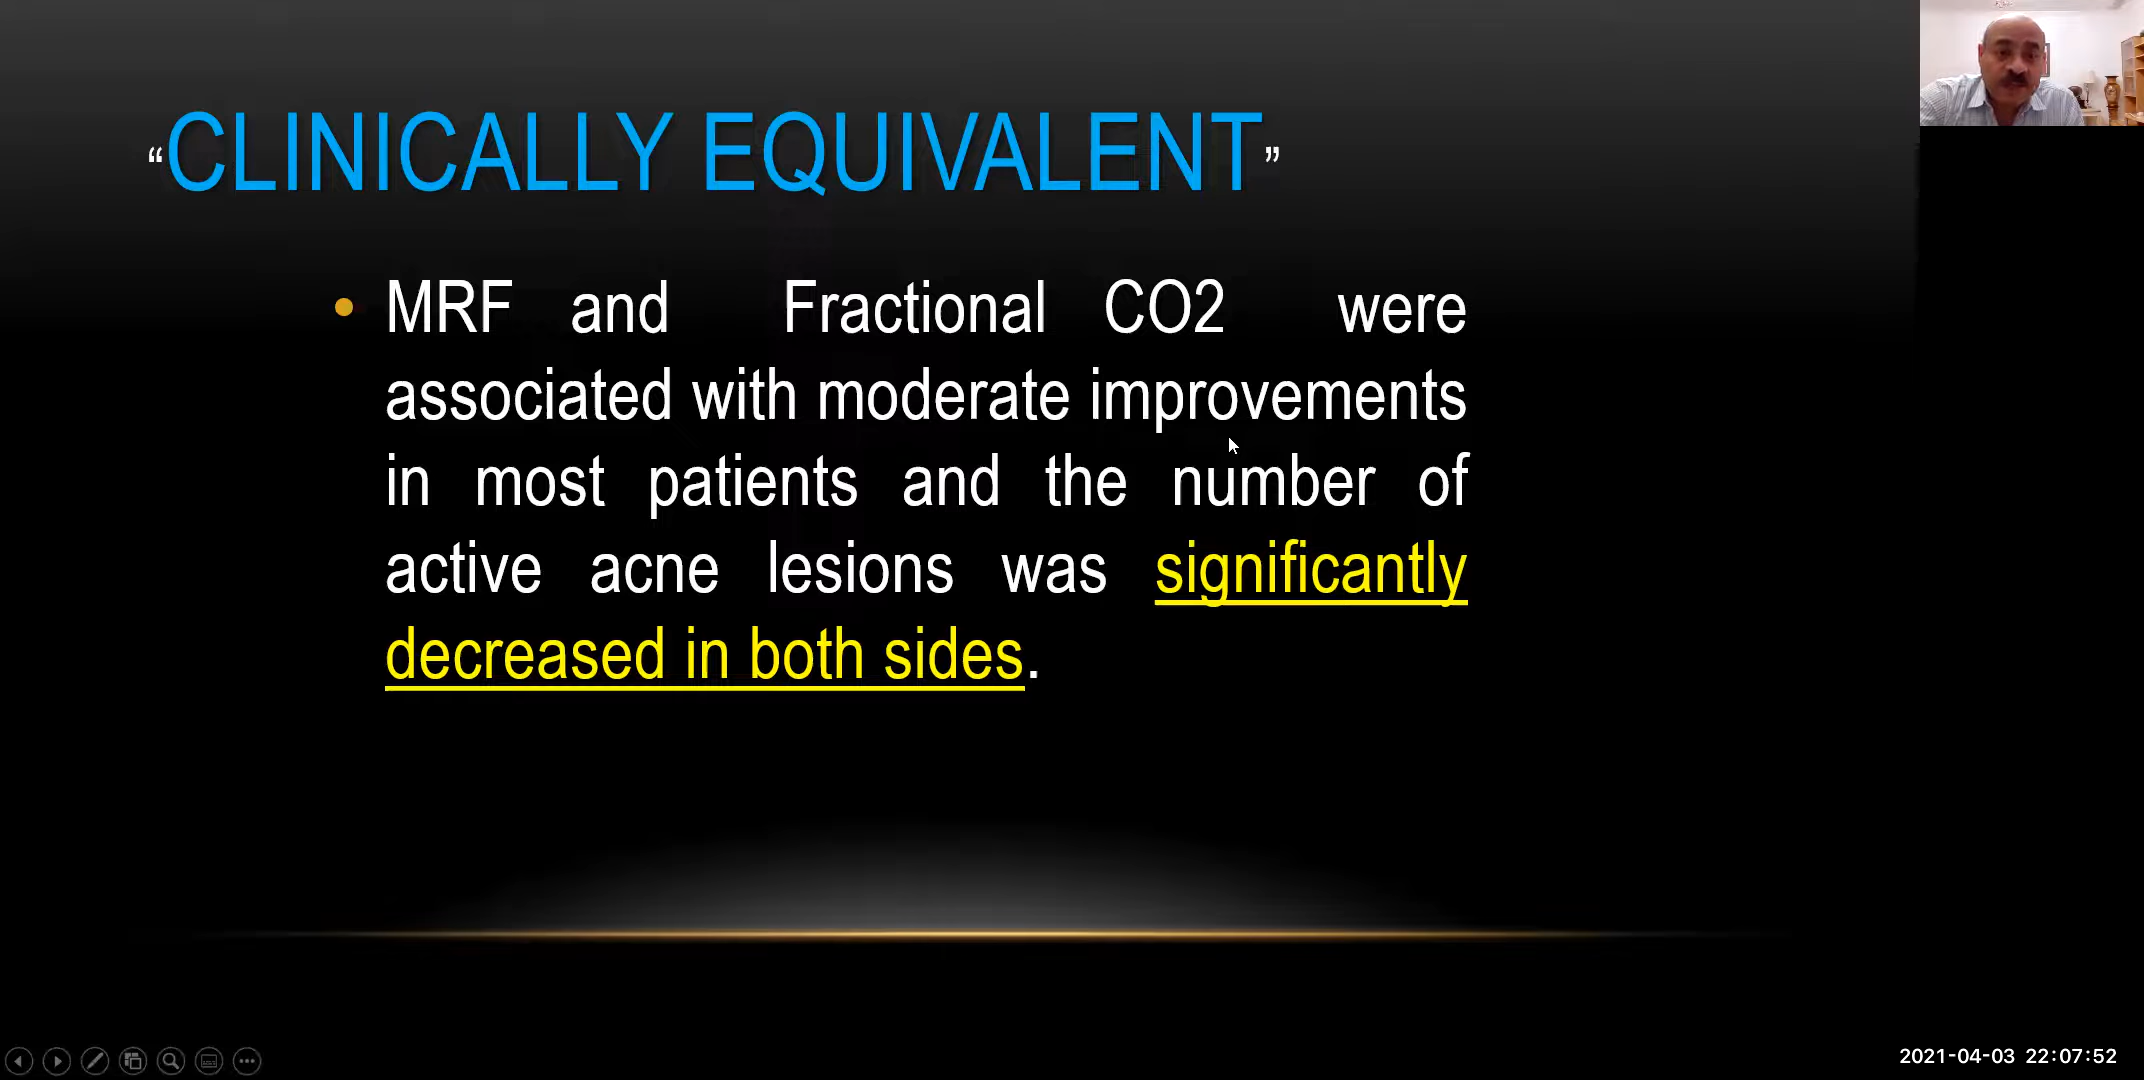 “CLINICALLY EQUIVALENT”
• MRF and Fractional CO2 were
associated with moderate improvements
in most patients and the number of
active acne lesions was significantly
decreased in both sides.
2021-04-03 22:07:52